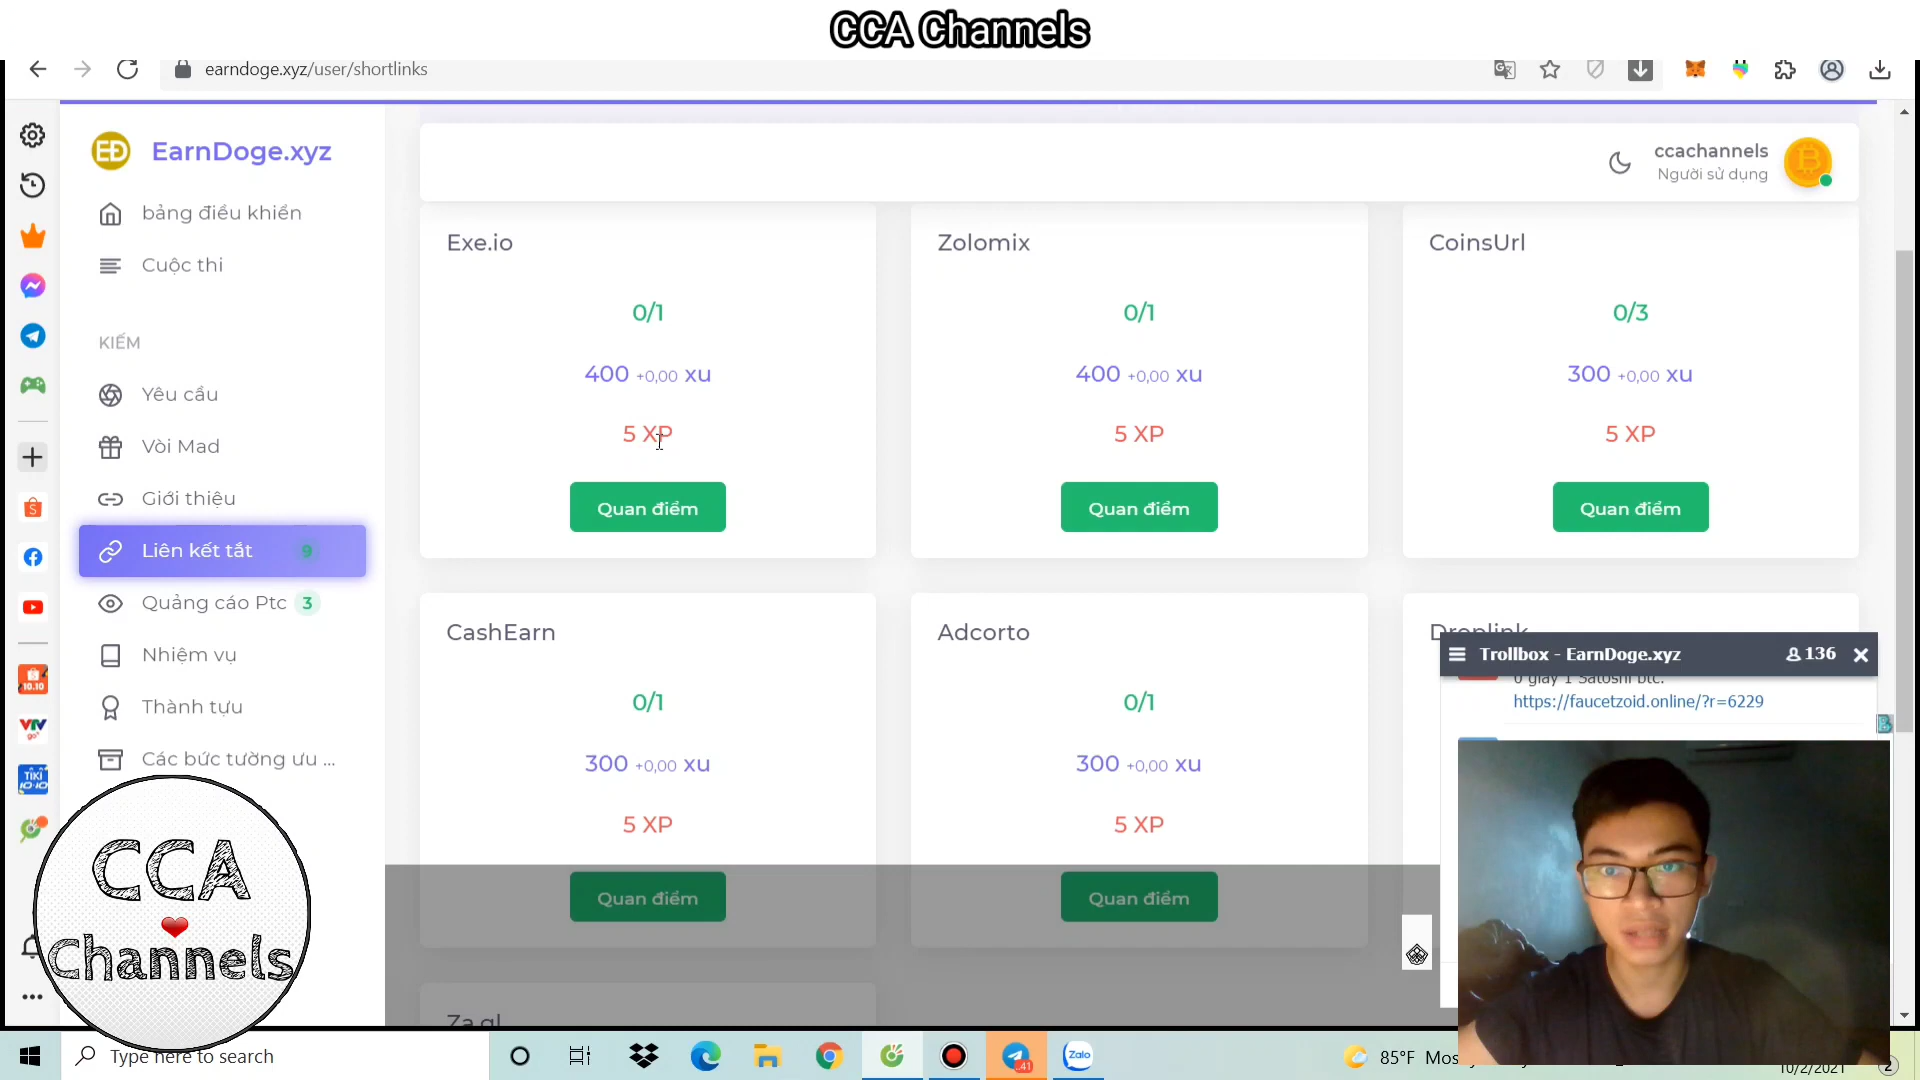 CCA Channels
earndoge.xyz/user/shortlinks
EarnDoge.xyz
bảng điều khiển
Cuộc thi
KIẾM
Yêu cầu
Vòi Mad
Giới thiệu
Liên kết tắt 9
Quảng cáo Ptc 3
Nhiệm vụ
Thành tựu
Các bức tường ưu ...
ccachannels
Người sử dụng
Exe.io
0/1
400 +0,00 xu
5 XP
Quan điểm
Zolomix
0/1
400 +0,00 xu
5 XP
Quan điểm
CoinsUrl
0/3
300 +0,00 xu
5 XP
Quan điểm
CashEarn
0/1
300 +0,00 xu
5 XP
Quan điểm
Adcorto
0/1
300 +0,00 xu
5 XP
Quan điểm
Droplink
Trollbox - EarnDoge.xyz 136
0 giây 1 Satoshi btc.
https://faucetzoid.online/?r=6229
Za.gl
CCA
Channels
Type here to search
41
Zalo
85°F
10/2/2021
2